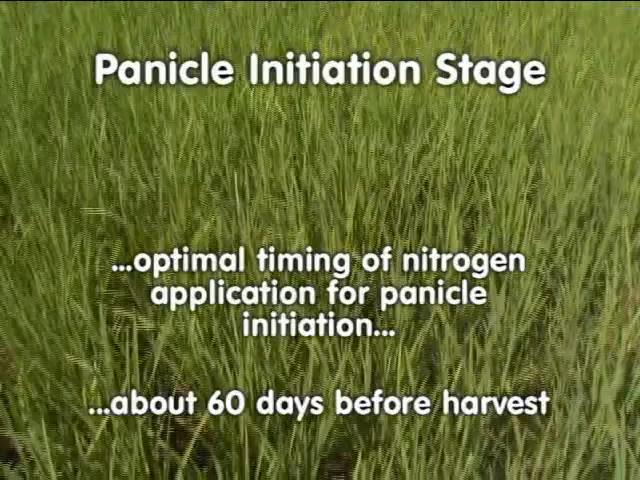 Panicle Initiation Stage
...optimal timing of nitrogen
application for panicle
initiation...
...about 60 days before harvest